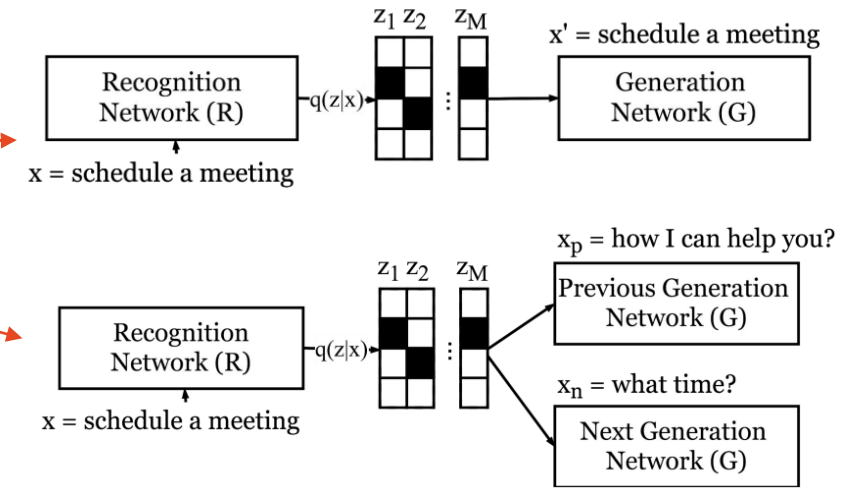 z1 z2 zM
x' = schedule a meeting
Recognition
Network (R)
q(z|x)
Generation
Network (G)
x = schedule a meeting
xp = how I can help you?
z1 z2 zM
Previous Generation
Network (G)
Recognition
Network (R)
q(z|x)
xn = what time?
x = schedule a meeting
Next Generation
Network (G)